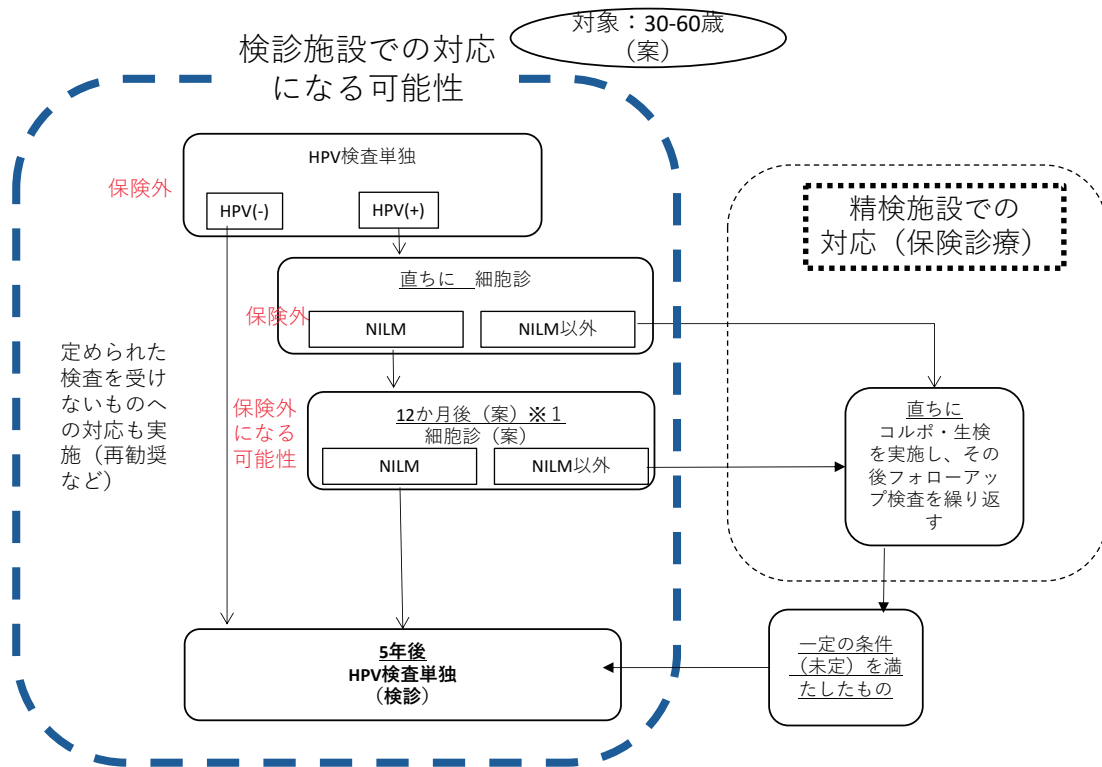 対象：30-60歳
（案）
検診施設での対応
になる可能性
HPV検査単独
保険外
HPV(-)
HPV(+)
直ちに　細胞診
保険外
NILM
NILM以外
定められた
検査を受け
ないものへ
の対応も実
施（再勧奨
など）
保険外
になる
可能性
12か月後（案）※１
細胞診（案）
NILM
NILM以外
5年後
HPV検査単独
（検診）
精検施設での
対応（保険診療）
直ちに
コルポ・生検
を実施し、その
後フォローアッ
プ検査を繰り返
す
一定の条件
（未定）を満
たしたもの